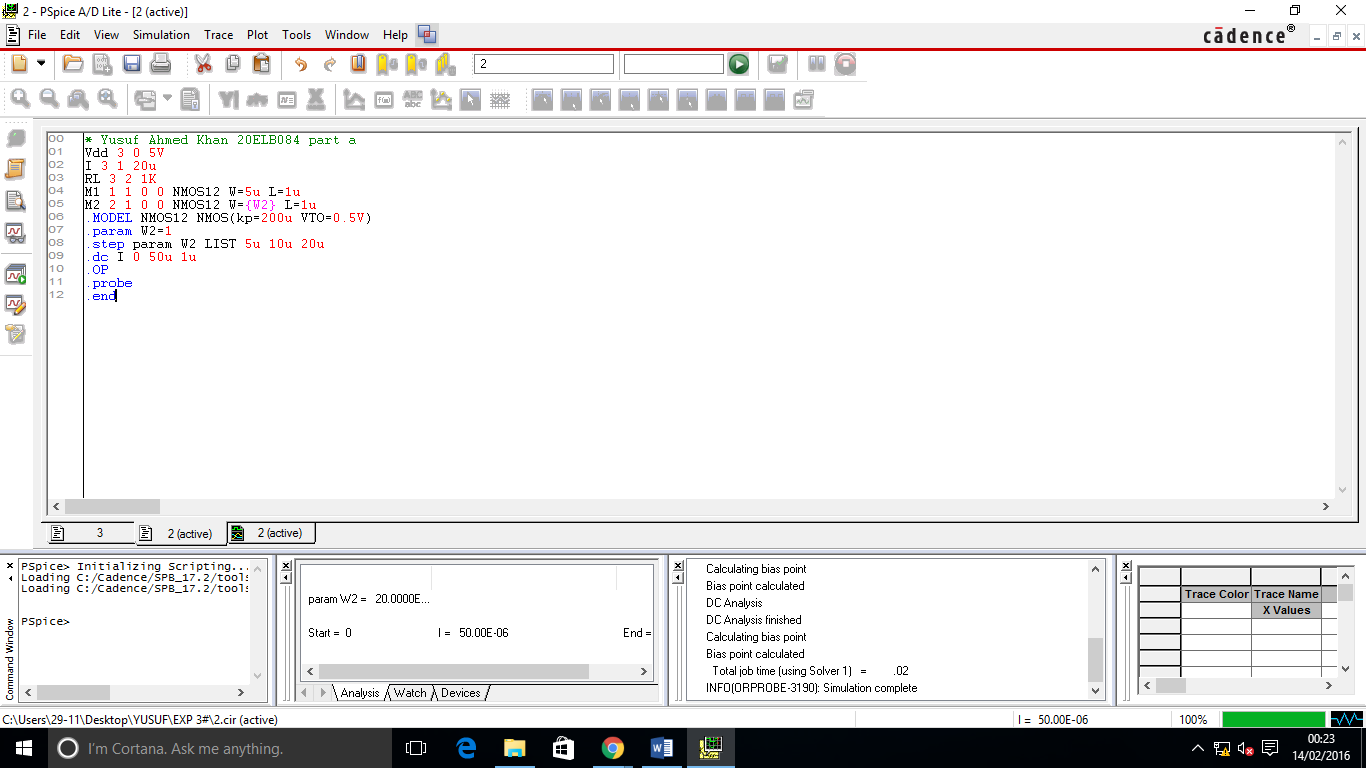 2 - PSpice A/D Lite - [2 (active)]
File Edit View Simulation Trace Plot Tools Window Help
cādence®
2
00 * Yusuf Ahmed Khan 20ELB084 part a
01 Vdd 3 0 5V
02 I 3 1 20u
03 RL 3 2 1K
04 M1 1 1 0 0 NMOS12 W=5u L=1u
05 M2 2 1 0 0 NMOS12 W={W2} L=1u
06 .MODEL NMOS12 NMOS(kp=200u VTO=0.5V)
07 .param W2=1
08 .step param W2 LIST 5u 10u 20u
09 .dc I 0 50u 1u
10 .OP
11 .probe
12 .end
3 2 (active) 2 (active)
Command Window
PSpice> Initializing Scripting...
Loading C:/Cadence/SPB_17.2/tools
Loading C:/Cadence/SPB_17.2/tools
PSpice>
param W2 = 20.0000E...
Start = 0 I = 50.00E-06 End =
Analysis Watch Devices
Calculating bias point
Bias point calculated
DC Analysis
DC Analysis finished
Calculating bias point
Bias point calculated
Total job time (using Solver 1) = .02
INFO(ORPROBE-3190): Simulation complete
Trace Color Trace Name
X Values
C:\Users\29-11\Desktop\YUSUF\EXP 3#\2.cir (active) I = 50.00E-06 100%
I'm Cortana. Ask me anything.
00:23
14/02/2016